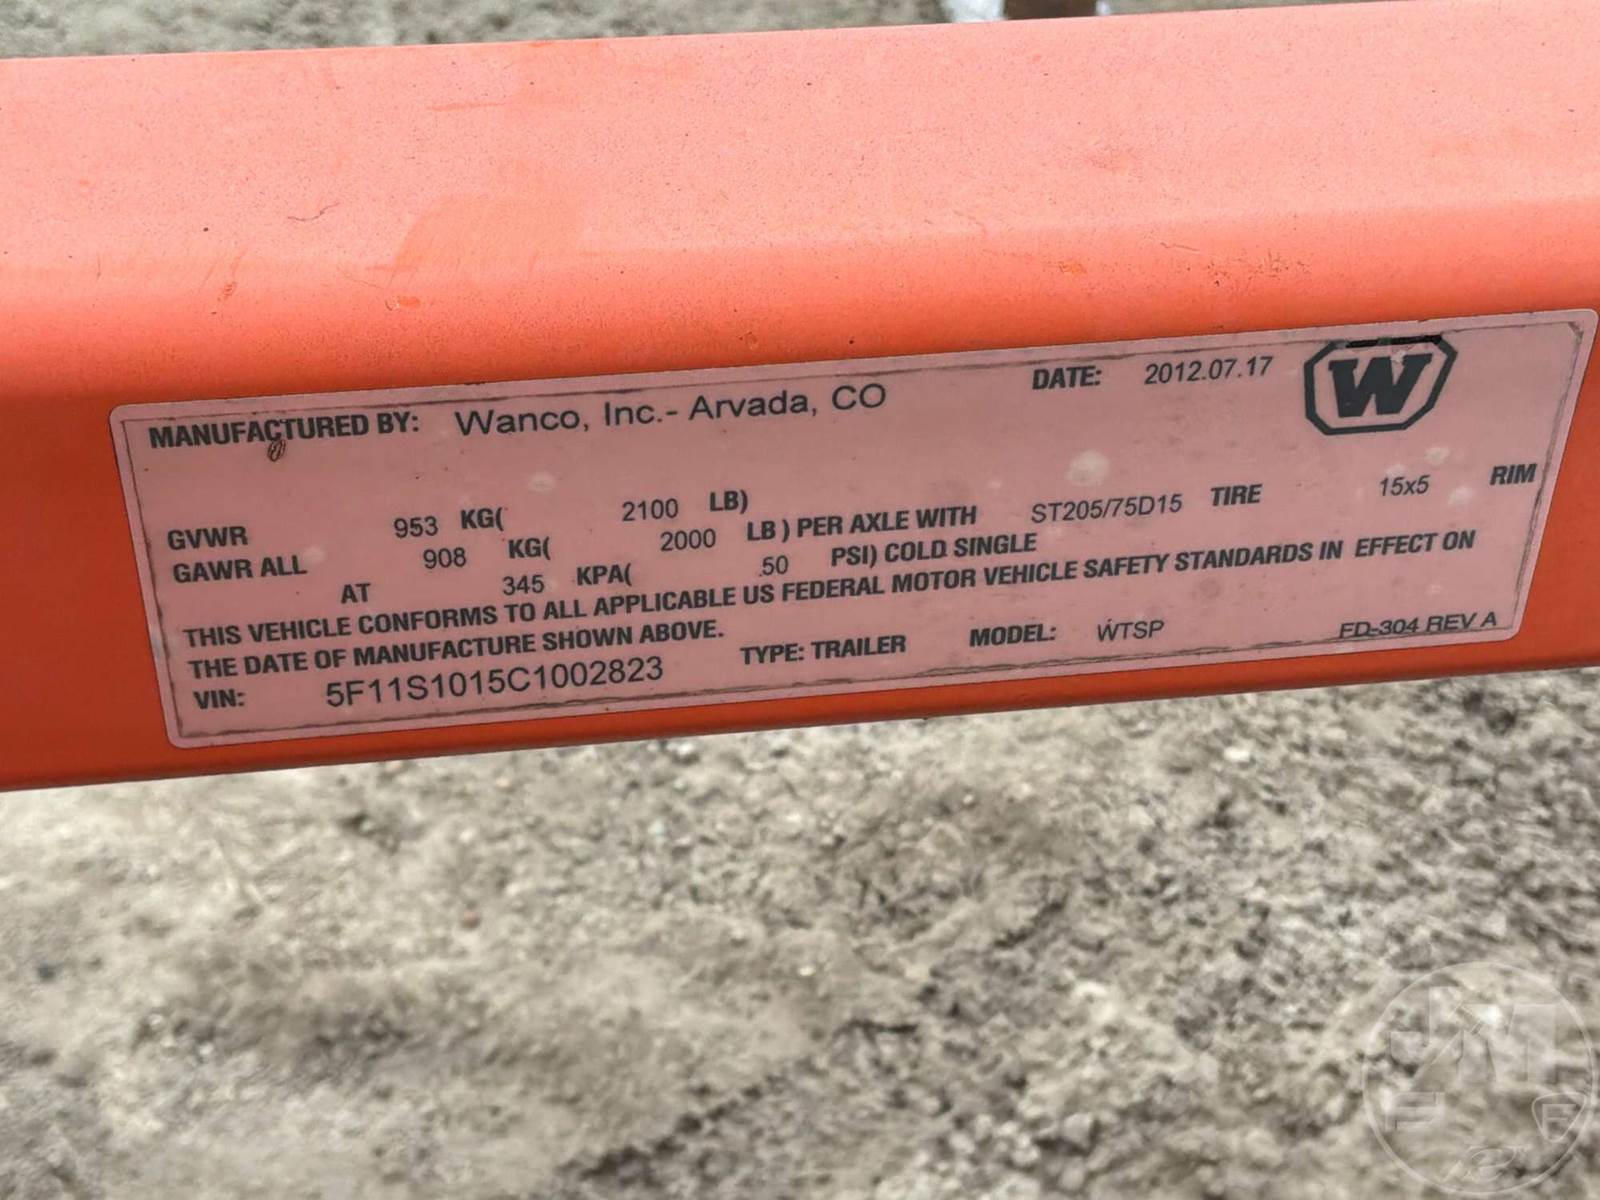 MANUFACTURED BY: Wanco, Inc.- Arvada, CO DATE: 2012.07.17 W
GVWR 953 KG( 2100 LB)
GAWR ALL 908 KG( 2000 LB ) PER AXLE WITH ST205/75D15 TIRE 15x5 RIM
AT 345 KPA( 50 PSI) COLD SINGLE
THIS VEHICLE CONFORMS TO ALL APPLICABLE US FEDERAL MOTOR VEHICLE SAFETY STANDARDS IN EFFECT ON
THE DATE OF MANUFACTURE SHOWN ABOVE.
VIN: 5F11S1015C1002823 TYPE: TRAILER MODEL: WTSP FD-304 REV A